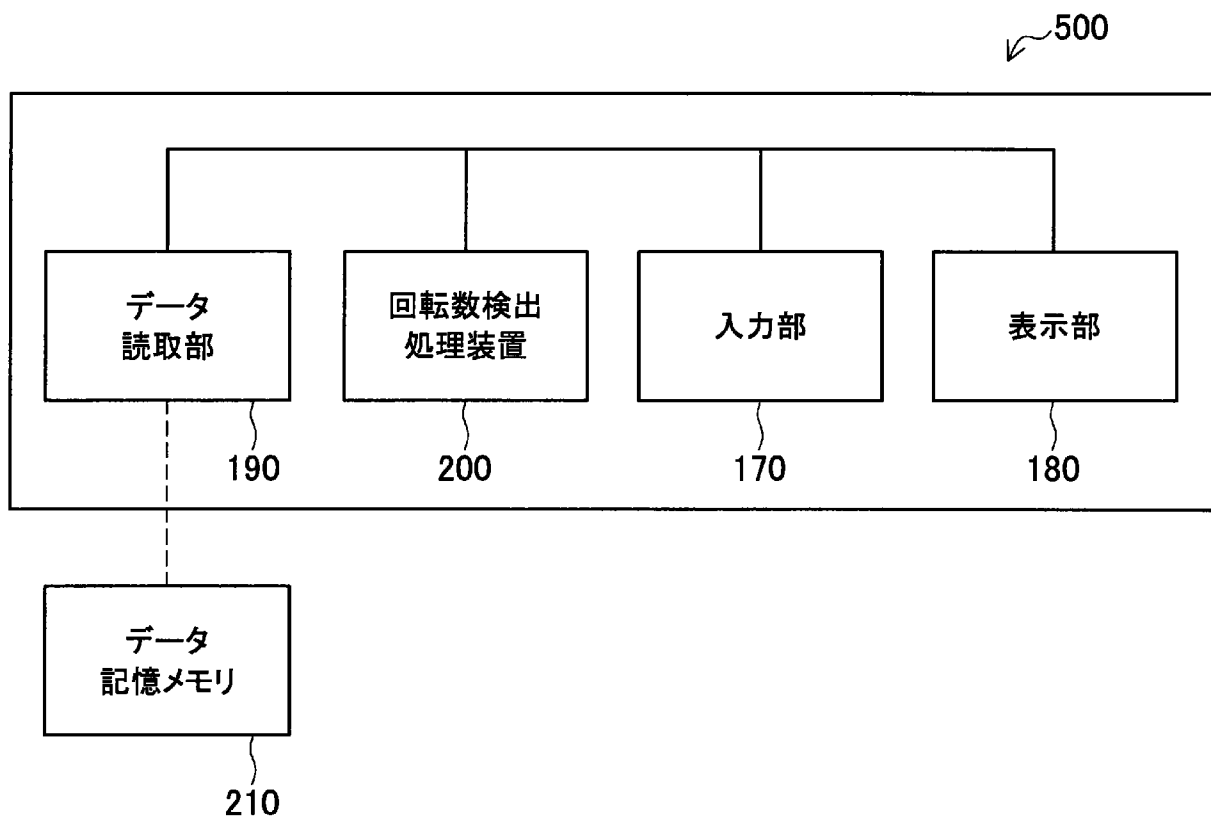 500
データ
読取部
回転数検出
処理装置
入力部
表示部
190
200
170
180
データ
記憶メモリ
210